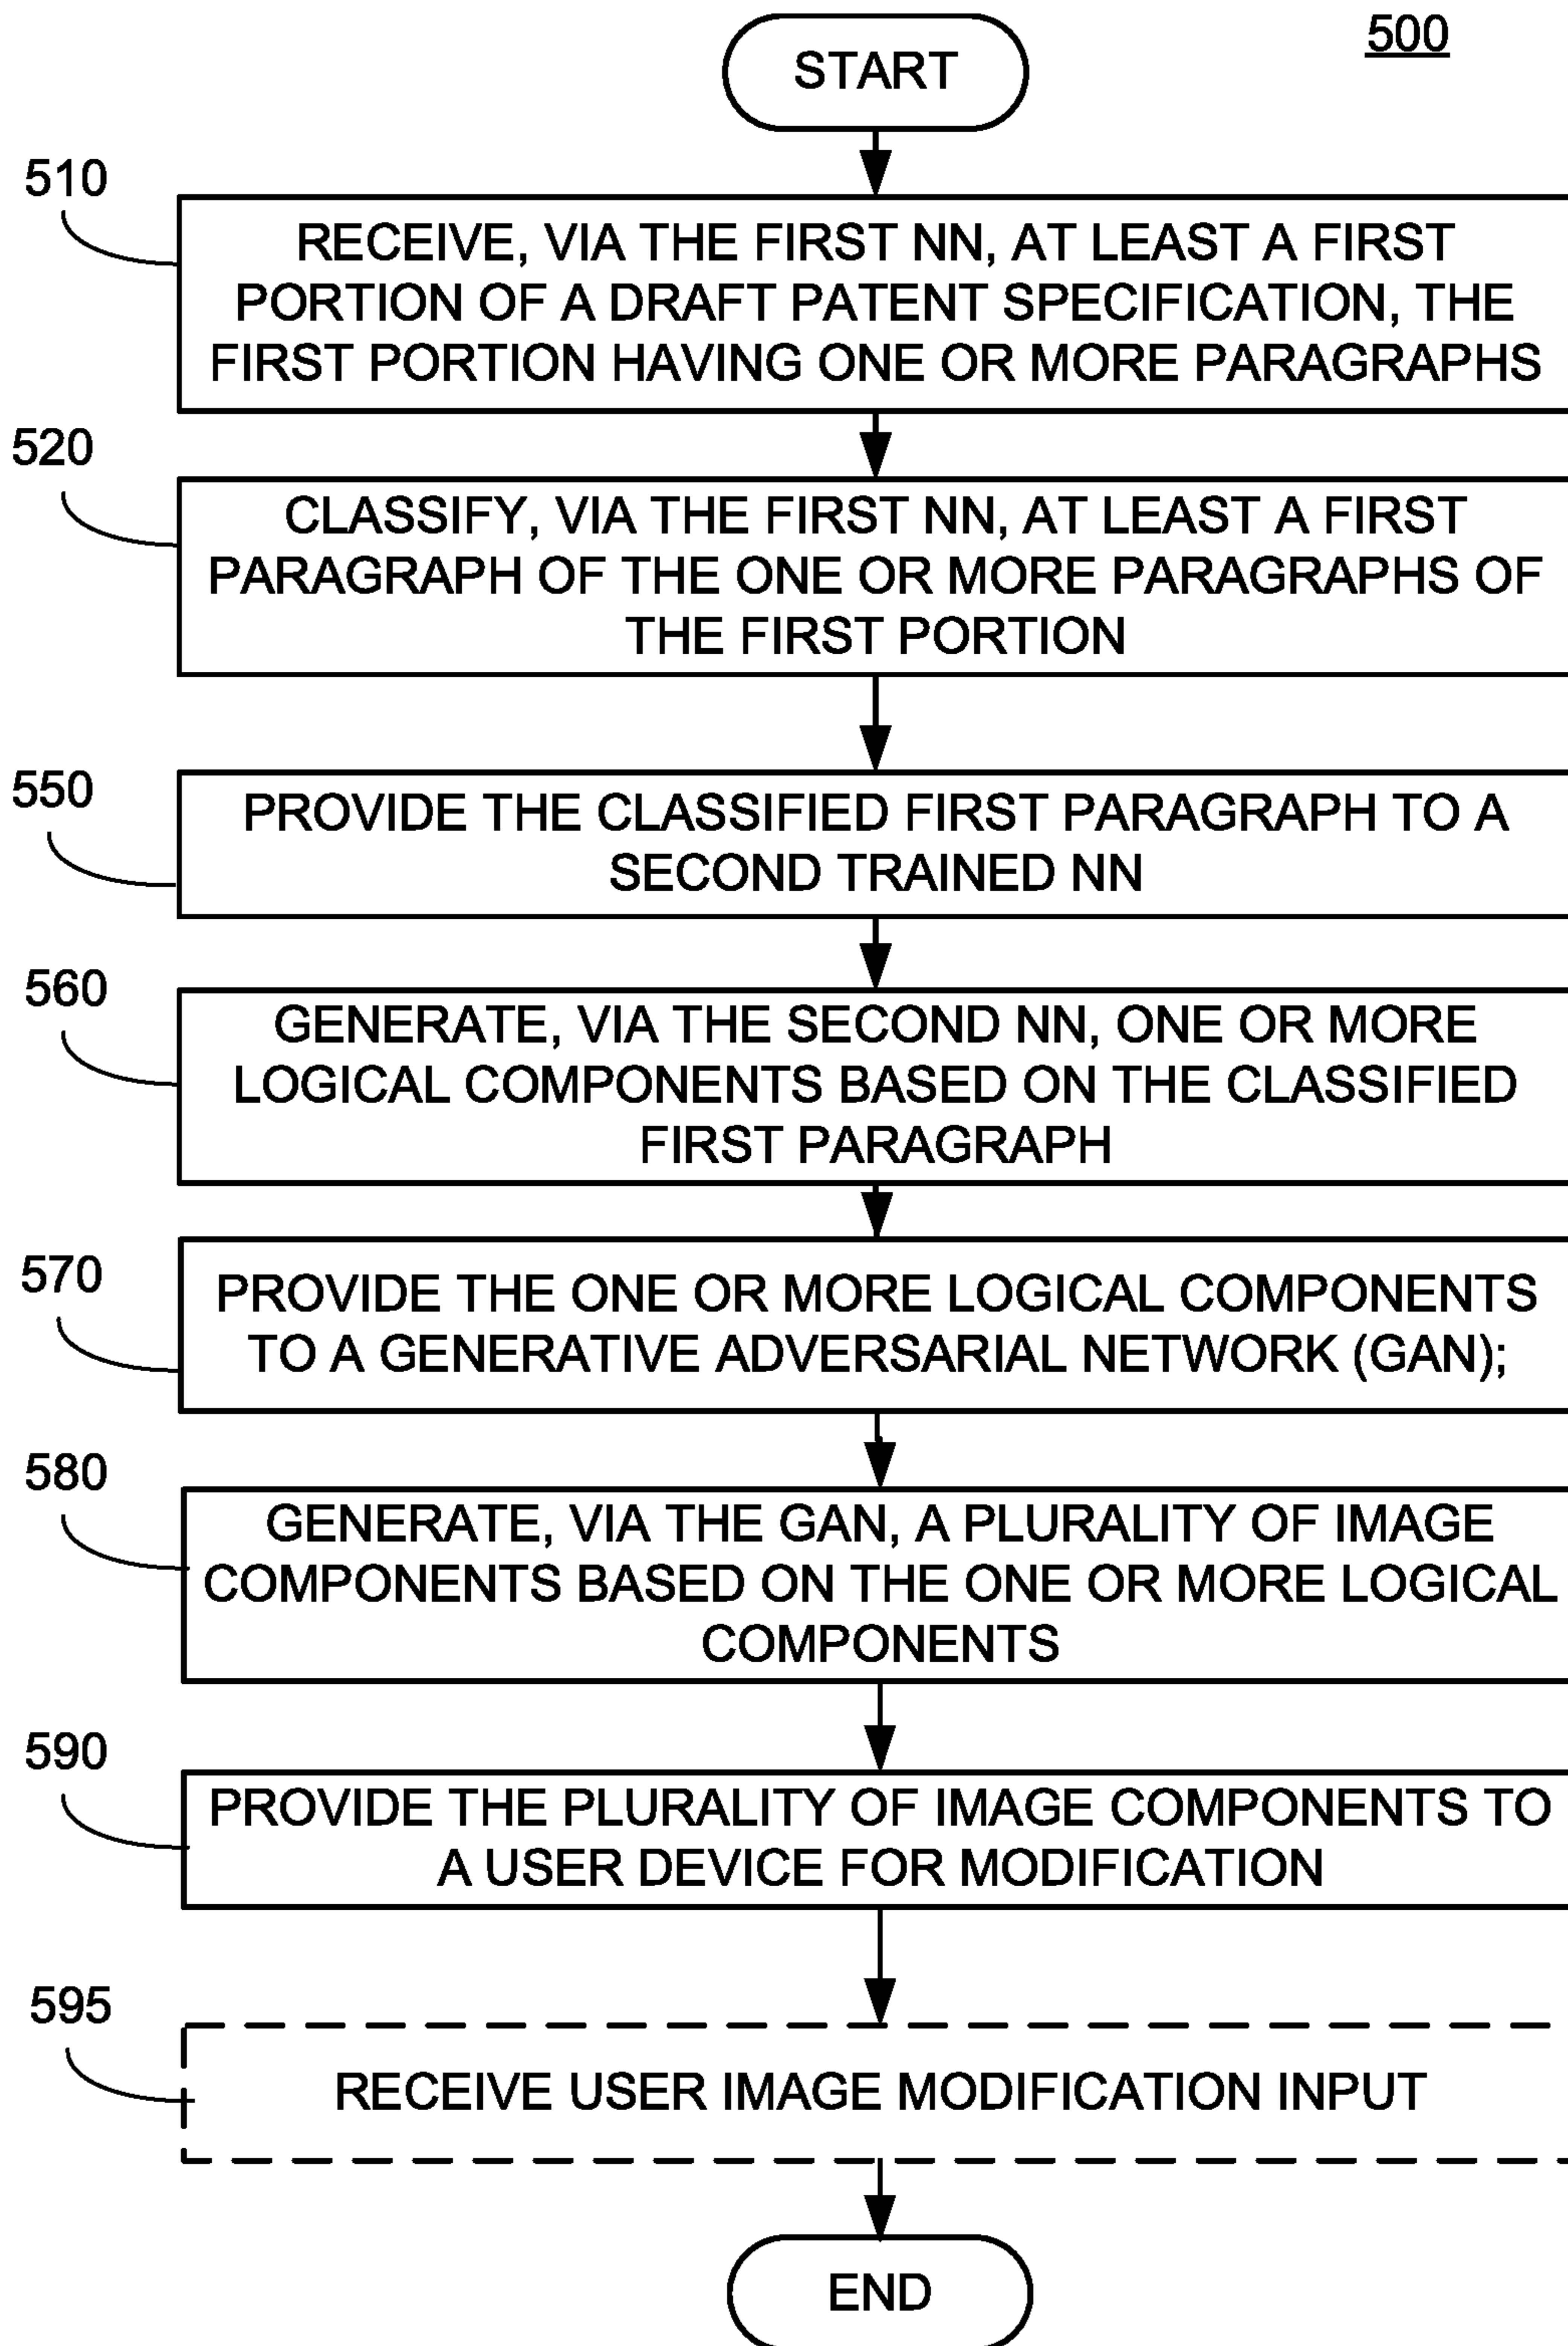 500
START
510
RECEIVE, VIA THE FIRST NN, AT LEAST A FIRST
PORTION OF A DRAFT PATENT SPECIFICATION, THE
FIRST PORTION HAVING ONE OR MORE PARAGRAPHS
520
CLASSIFY, VIA THE FIRST NN, AT LEAST A FIRST
PARAGRAPH OF THE ONE OR MORE PARAGRAPHS OF
THE FIRST PORTION
550
PROVIDE THE CLASSIFIED FIRST PARAGRAPH TO A
SECOND TRAINED NN
560
GENERATE, VIA THE SECOND NN, ONE OR MORE
LOGICAL COMPONENTS BASED ON THE CLASSIFIED
FIRST PARAGRAPH
570
PROVIDE THE ONE OR MORE LOGICAL COMPONENTS
TO A GENERATIVE ADVERSARIAL NETWORK (GAN);
580
GENERATE, VIA THE GAN, A PLURALITY OF IMAGE
COMPONENTS BASED ON THE ONE OR MORE LOGICAL
COMPONENTS
590
PROVIDE THE PLURALITY OF IMAGE COMPONENTS TO
A USER DEVICE FOR MODIFICATION
595
RECEIVE USER IMAGE MODIFICATION INPUT
END